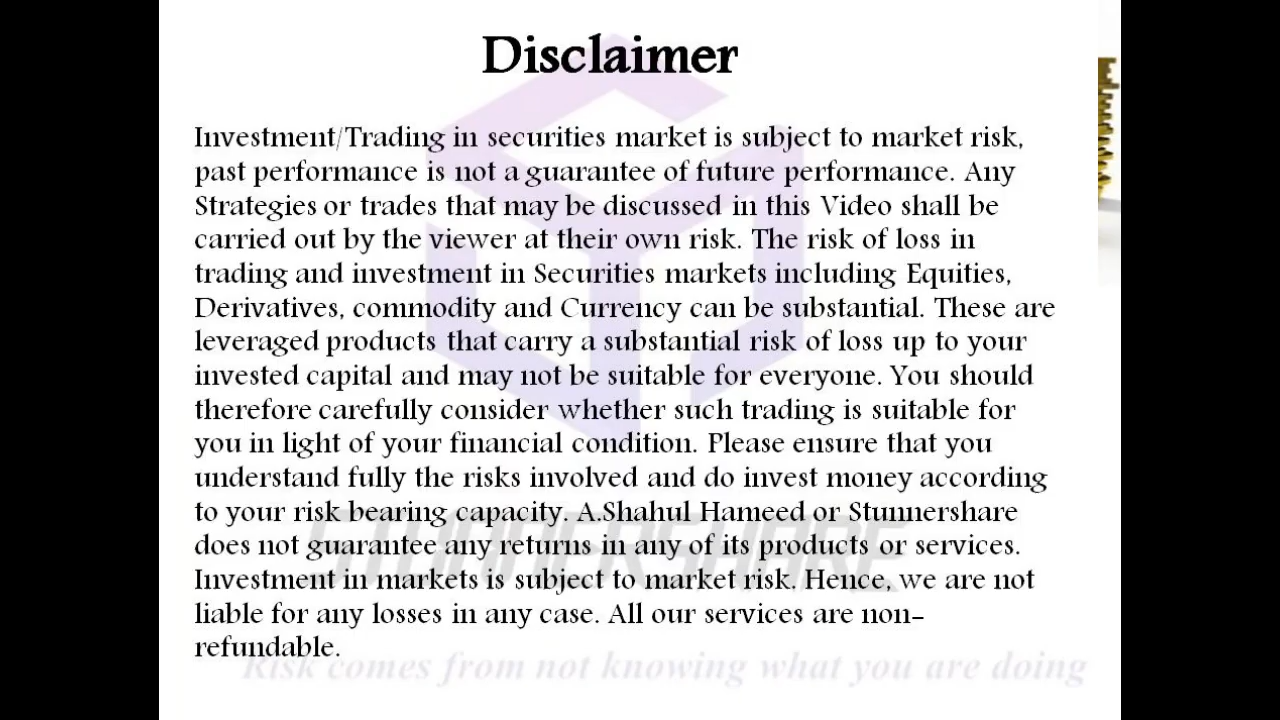 Disclaimer
Investment/Trading in securities market is subject to market risk,
past performance is not a guarantee of future performance. Any
Strategies or trades that may be discussed in this Video shall be
carried out by the viewer at their own risk. The risk of loss in
trading and investment in Securities markets including Equities,
Derivatives, commodity and Currency can be substantial. These are
leveraged products that carry a substantial risk of loss up to your
invested capital and may not be suitable for everyone. You should
therefore carefully consider whether such trading is suitable for
you in light of your financial condition. Please ensure that you
understand fully the risks involved and do invest money according
to your risk bearing capacity. A.Shahul Hameed or Stunnershare
does not guarantee any returns in any of its products or services.
Investment in markets is subject to market risk. Hence, we are not
liable for any losses in any case. All our services are non-
refundable.
STUNNERSHARE
Risk comes from not knowing what you are doing